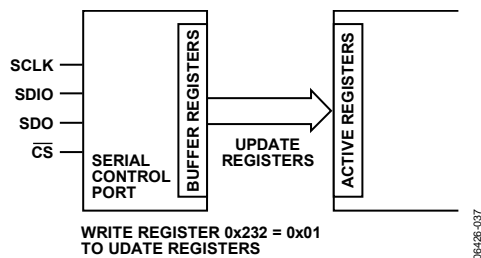 SCLK
SDIO
SDO
CS
SERIAL
CONTROL
PORT
BUFFER REGISTERS
UPDATE
REGISTERS
ACTIVE REGISTERS
WRITE REGISTER 0x232 = 0x01
TO UDATE REGISTERS
06426-037